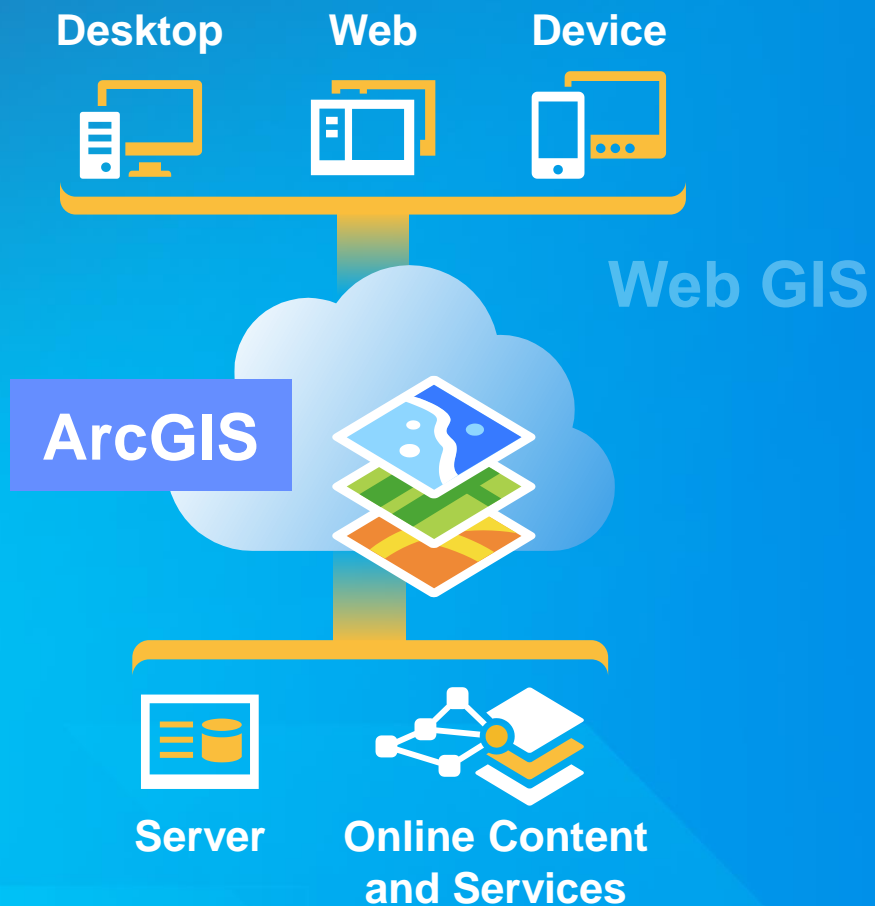 Desktop Web Device
Web GIS
ArcGIS
Server Online Content
and Services